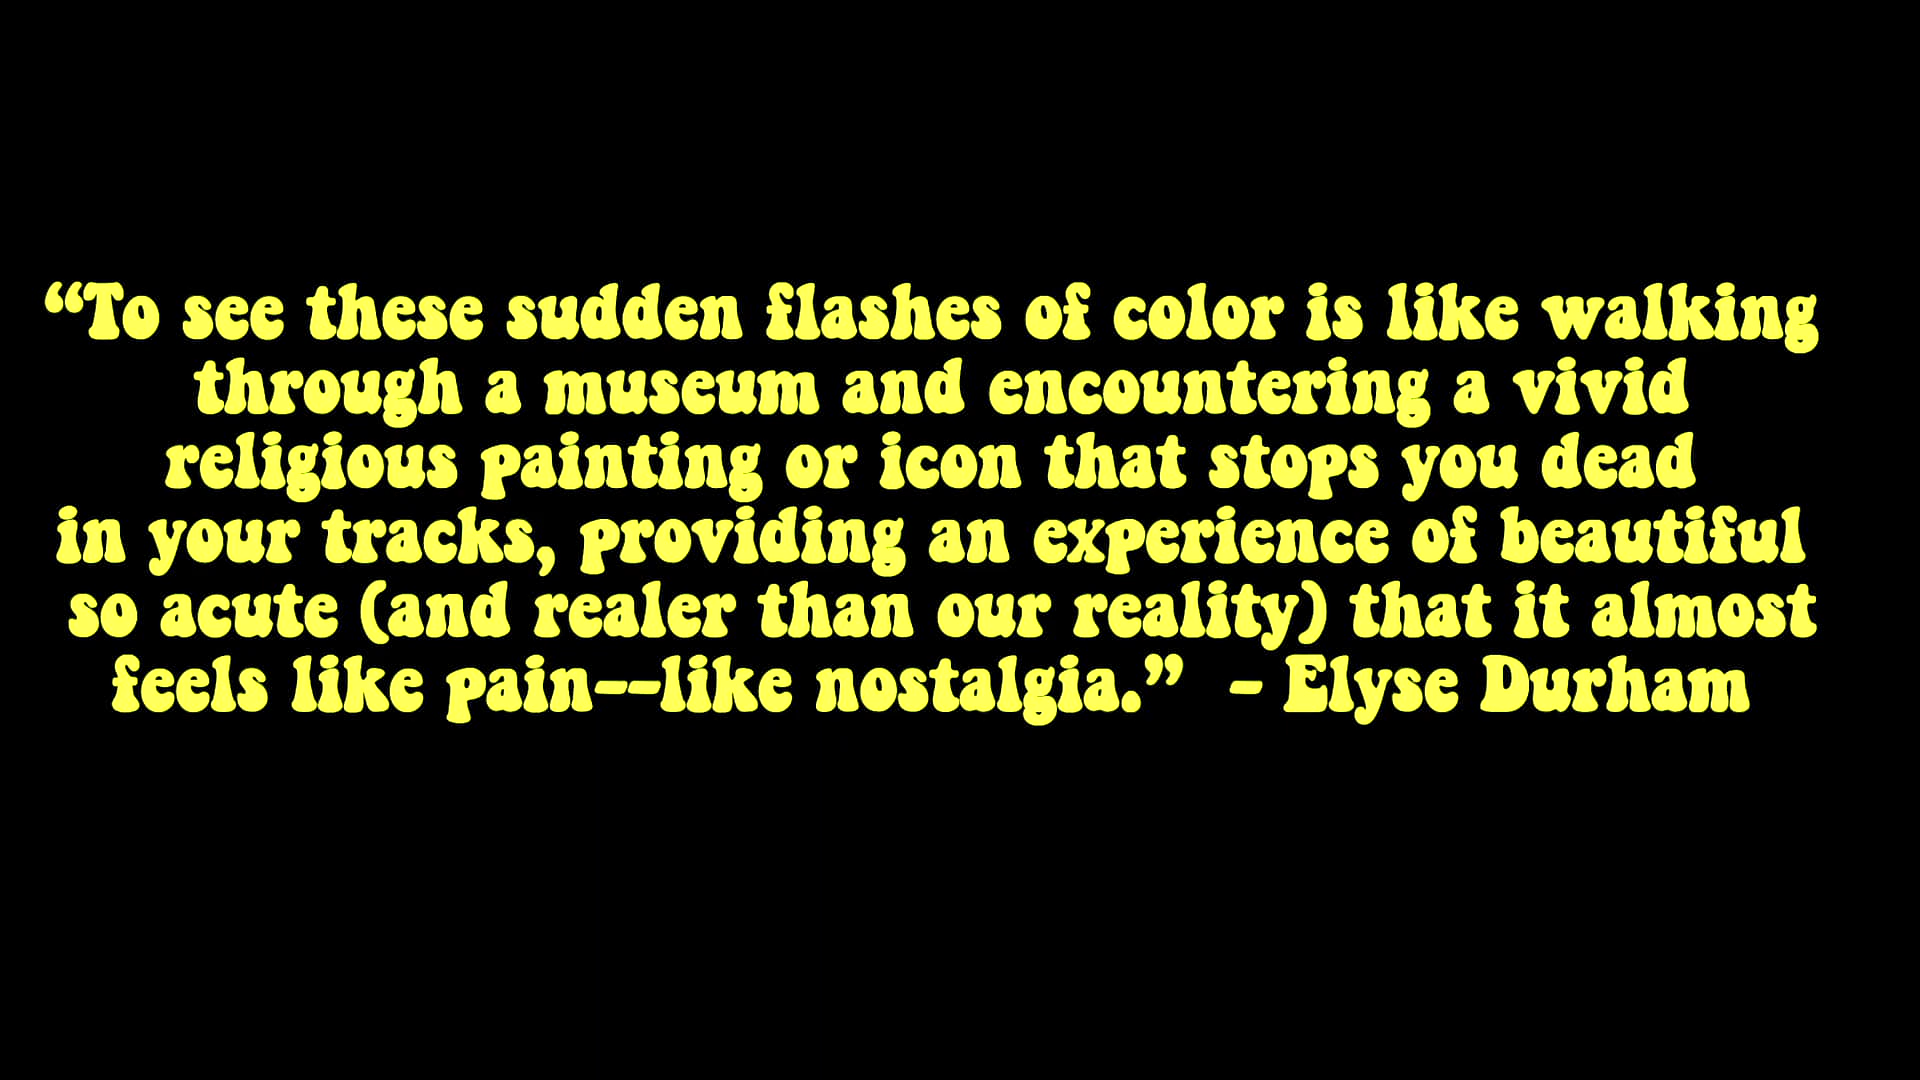 “To see these sudden flashes of color is like walking
through a museum and encountering a vivid
religious painting or icon that stops you dead
in your tracks, providing an experience of beautiful
so acute (and realer than our reality) that it almost
feels like pain--like nostalgia.”  - Elyse Durham